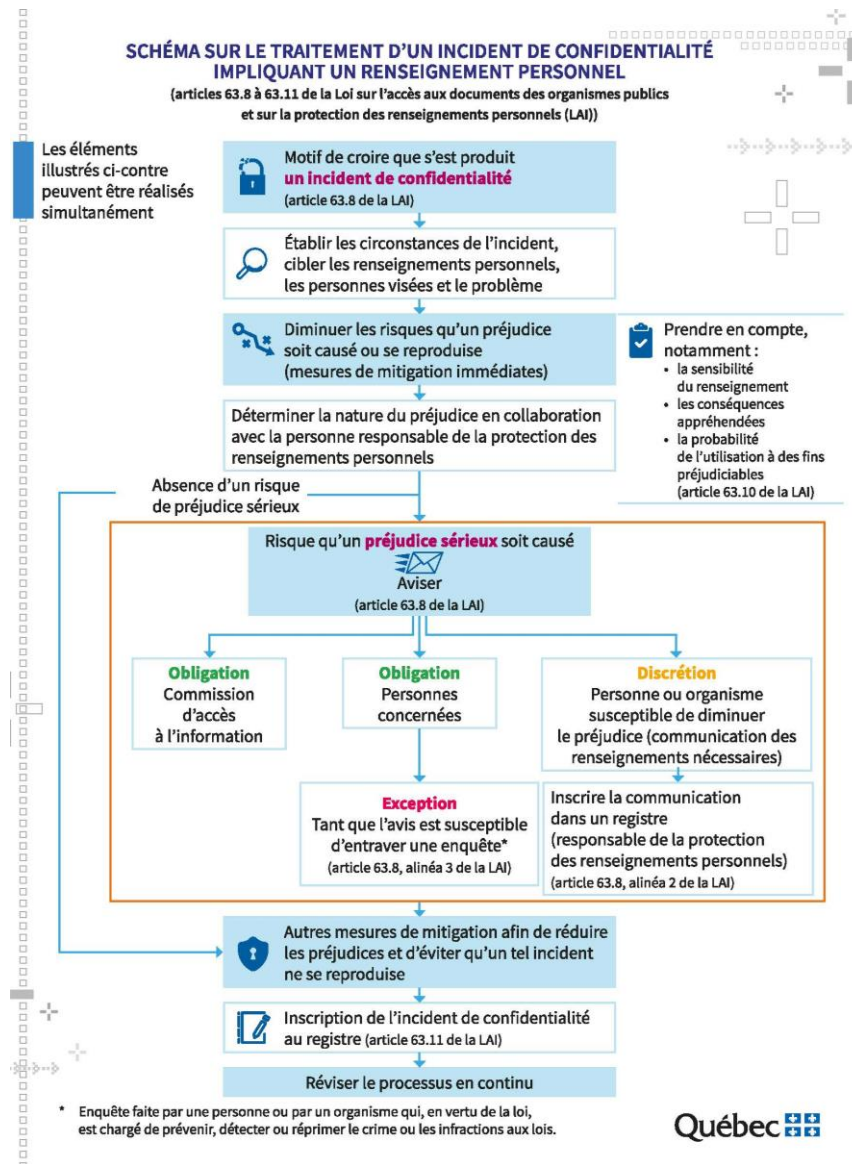 SCHÉMA SUR LE TRAITEMENT D'UN INCIDENT DE CONFIDENTIALITÉ
IMPLIQUANT UN RENSEIGNEMENT PERSONNEL
(articles 63.8 à 63.11 de la Loi sur l'accès aux documents des organismes publics
et sur la protection des renseignements personnels (LAI))
Les éléments
illustrés ci-contre
peuvent être réalisés
simultanément
Motif de croire que s'est produit
un incident de confidentialité
(article 63.8 de la LAI)
Établir les circonstances de l'incident,
cibler les renseignements personnels,
les personnes visées et le problème
Diminuer les risques qu'un préjudice
soit causé ou se reproduise
(mesures de mitigation immédiates)
Prendre en compte,
notamment :
• la sensibilité
du renseignement
• les conséquences
appréhendées
• la probabilité
de l'utilisation à des fins
préjudiciables
(article 63.10 de la LAI)
Déterminer la nature du préjudice en collaboration
avec la personne responsable de la protection des
renseignements personnels
Absence d'un risque
de préjudice sérieux
Risque qu'un préjudice sérieux soit causé
Aviser
(article 63.8 de la LAI)
Obligation
Commission
d'accès
à l'information
Obligation
Personnes
concernées
Exception
Tant que l'avis est susceptible
d'entraver une enquête*
(article 63.8, alinéa 3 de la LAI)
Discrétion
Personne ou organisme
susceptible de diminuer
le préjudice (communication des
renseignements nécessaires)
Inscrire la communication
dans un registre
(responsable de la protection
des renseignements personnels)
(article 63.8, alinéa 2 de la LAI)
Autres mesures de mitigation afin de réduire
les préjudices et d'éviter qu'un tel incident
ne se reproduise
Inscription de l'incident de confidentialité
au registre (article 63.11 de la LAI)
Réviser le processus en continu
* Enquête faite par une personne ou par un organisme qui, en vertu de la loi,
est chargé de prévenir, détecter ou réprimer le crime ou les infractions aux lois.
Québec